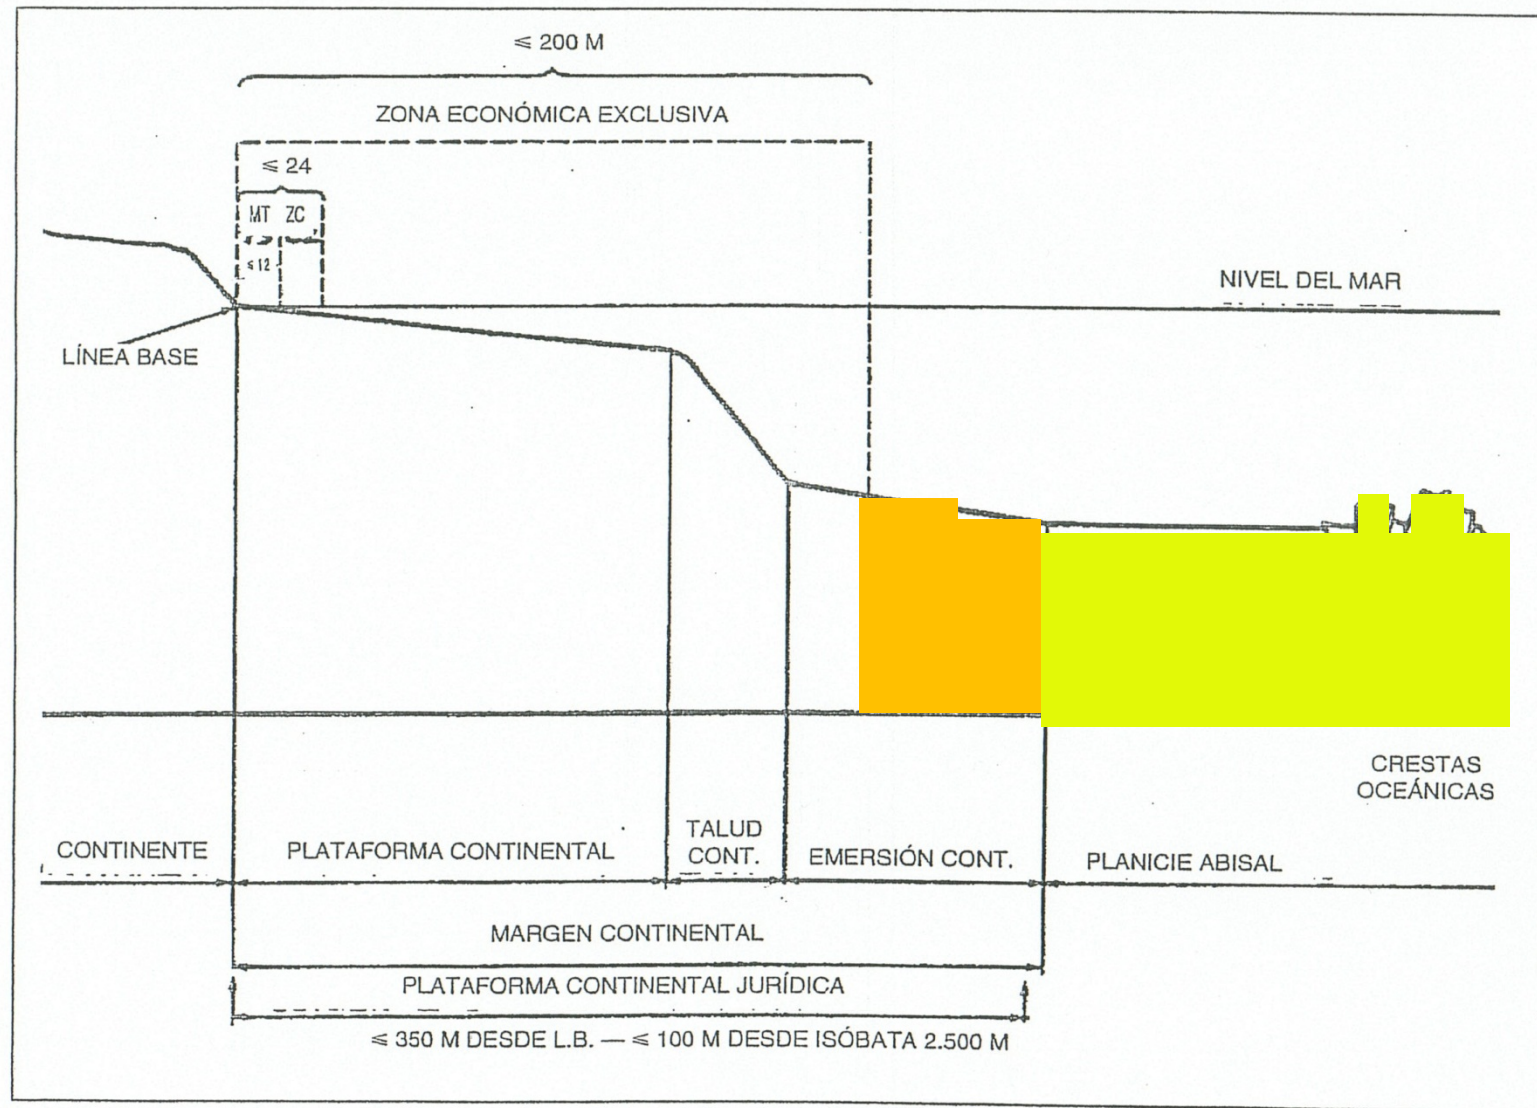 ≤ 200 M
ZONA ECONÓMICA EXCLUSIVA
≤ 24
MT ZC
≤ 12
NIVEL DEL MAR
LÍNEA BASE
CRESTAS
OCEÁNICAS
CONTINENTE
PLATAFORMA CONTINENTAL
TALUD
CONT.
EMERSIÓN CONT.
PLANICIE ABISAL
MARGEN CONTINENTAL
PLATAFORMA CONTINENTAL JURÍDICA
≤ 350 M DESDE L.B. — ≤ 100 M DESDE ISÓBATA 2.500 M